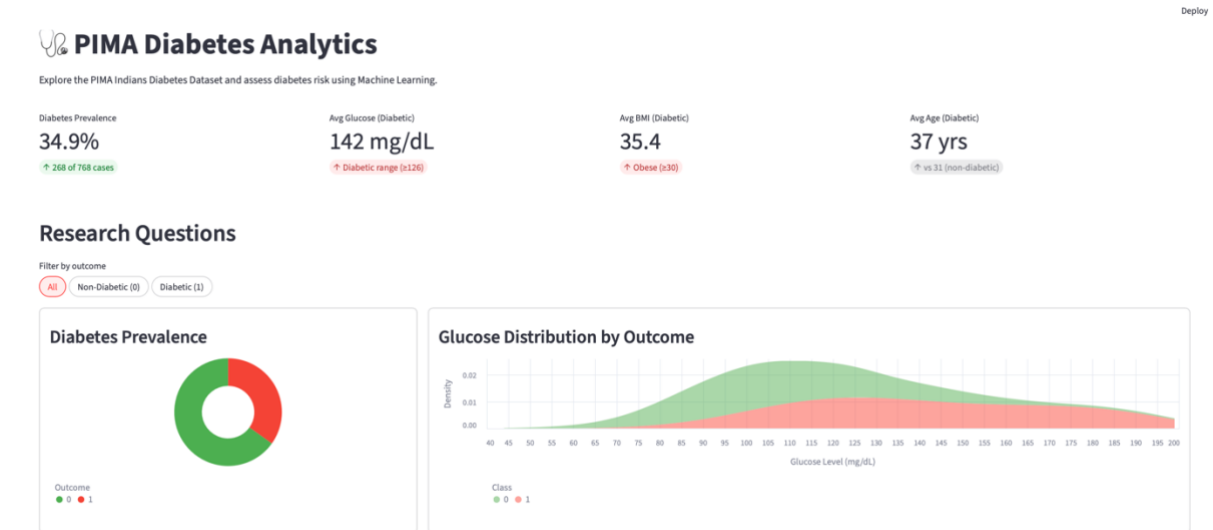 Deploy
PIMA Diabetes Analytics
Explore the PIMA Indians Diabetes Dataset and assess diabetes risk using Machine Learning.
Diabetes Prevalence
34.9%
↑ 268 of 768 cases
Avg Glucose (Diabetic)
142 mg/dL
↑ Diabetic range (≥126)
Avg BMI (Diabetic)
35.4
↑ Obese (≥30)
Avg Age (Diabetic)
37 yrs
↑ vs 31 (non-diabetic)
Research Questions
Filter by outcome
All Non-Diabetic (0) Diabetic (1)
Diabetes Prevalence
Outcome
0 1
Glucose Distribution by Outcome
Density
0.02
0.01
0.00
40 45 50 55 60 65 70 75 80 85 90 95 100 105 110 115 120 125 130 135 140 145 150 155 160 165 170 175 180 185 190 195 200
Glucose Level (mg/dL)
Class
0 1